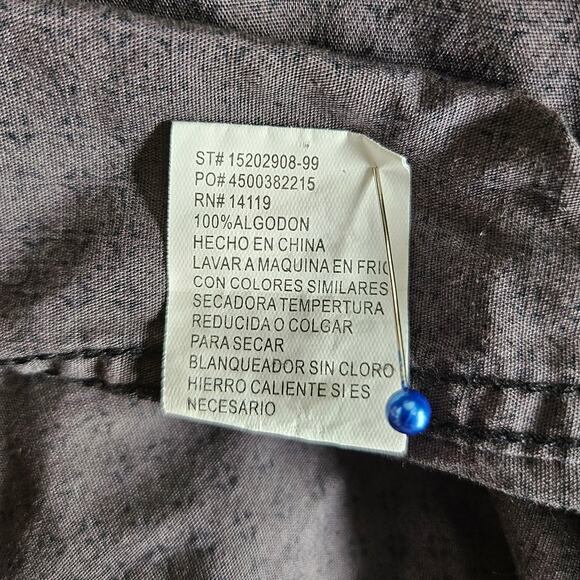 ST# 15202908-99
PO# 4500382215
RN# 14119
100%ALGODON
HECHO EN CHINA
LAVAR A MAQUINA EN FRIO
CON COLORES SIMILARES
SECADORA TEMPERTURA
REDUCIDA O COLGAR
PARA SECAR
BLANQUEADOR SIN CLORO
HIERRO CALIENTE SI ES
NECESARIO